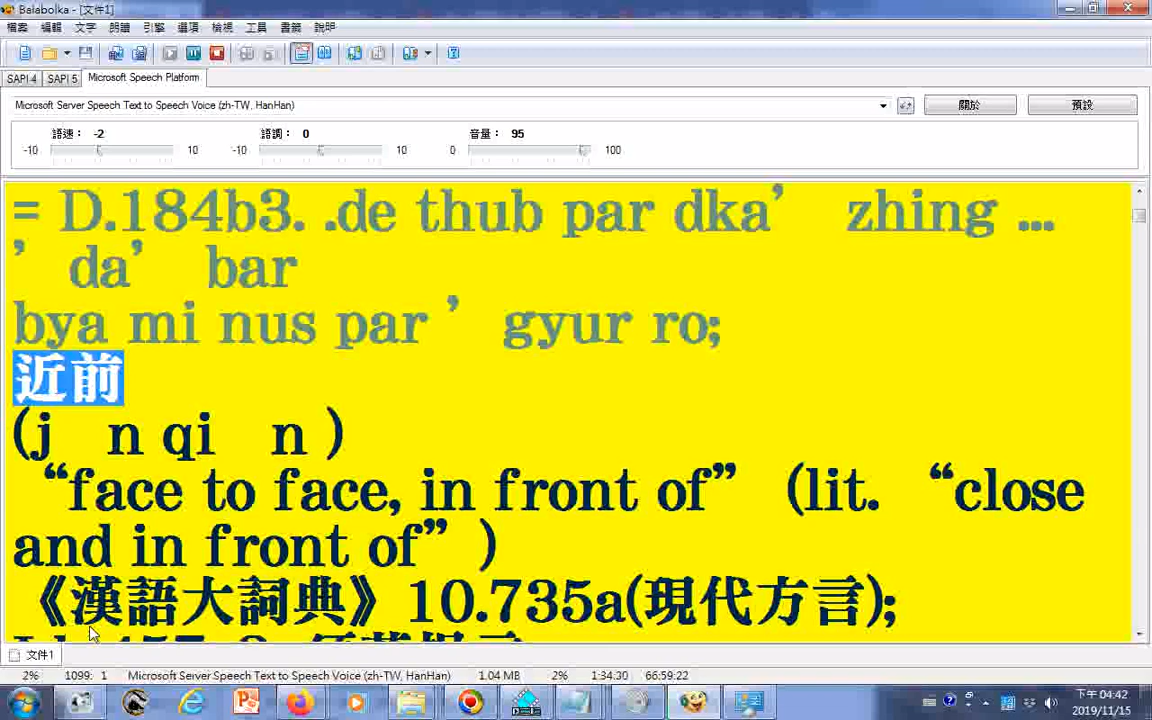 Balabolka - [文件1]
檔案 編輯 文字 朗讀 引擎 選項 檢視 工具 書籤 說明
SAPI 4 SAPI 5 Microsoft Speech Platform
Microsoft Server Speech Text to Speech Voice (zh-TW, HanHan) 關於 預設
語速： -2 語調： 0 音量： 95
-10 10 -10 10 0 100
= D.184b3. .de thub par dka’ zhing ...
’ da’ bar
bya mi nus par ’ gyur ro;
近前
(j n qi n )
“face to face, in front of” (lit. “close
and in front of” )
《漢語大詞典》10.735a(現代方言);
文件1
2% 1099: 1 Microsoft Server Speech Text to Speech Voice (zh-TW, HanHan) 1.04 MB 2% 1:34:30 66:59:22
下午 04:42
2019/11/15